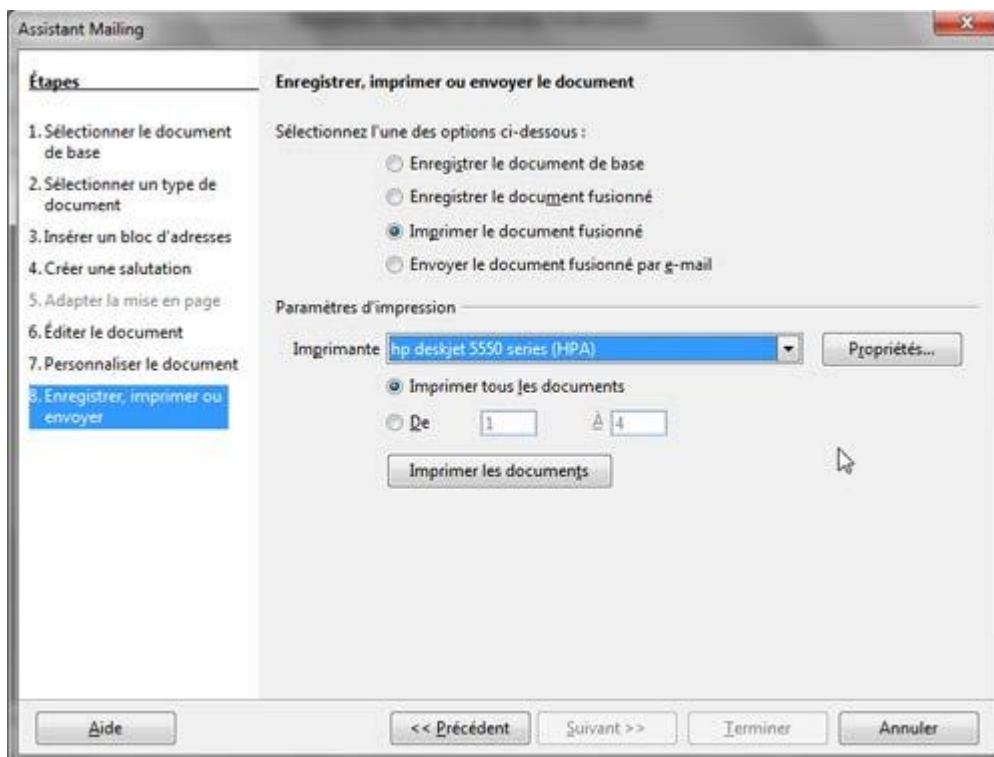 Assistant Mailing
Étapes
1. Sélectionner le document
de base
2. Sélectionner un type de
document
3. Insérer un bloc d'adresses
4. Créer une salutation
5. Adapter la mise en page
6. Éditer le document
7. Personnaliser le document
8. Enregistrer, imprimer ou
envoyer
Enregistrer, imprimer ou envoyer le document
Sélectionnez l'une des options ci-dessous :
Enregistrer le document de base
Enregistrer le document fusionné
Imprimer le document fusionné
Envoyer le document fusionné par e-mail
Paramètres d'impression
Imprimante hp deskjet 5550 series (HPA) Propriétés...
Imprimer tous les documents
De 1 À 4
Imprimer les documents
Aide << Précédent Suivant >> Terminer Annuler